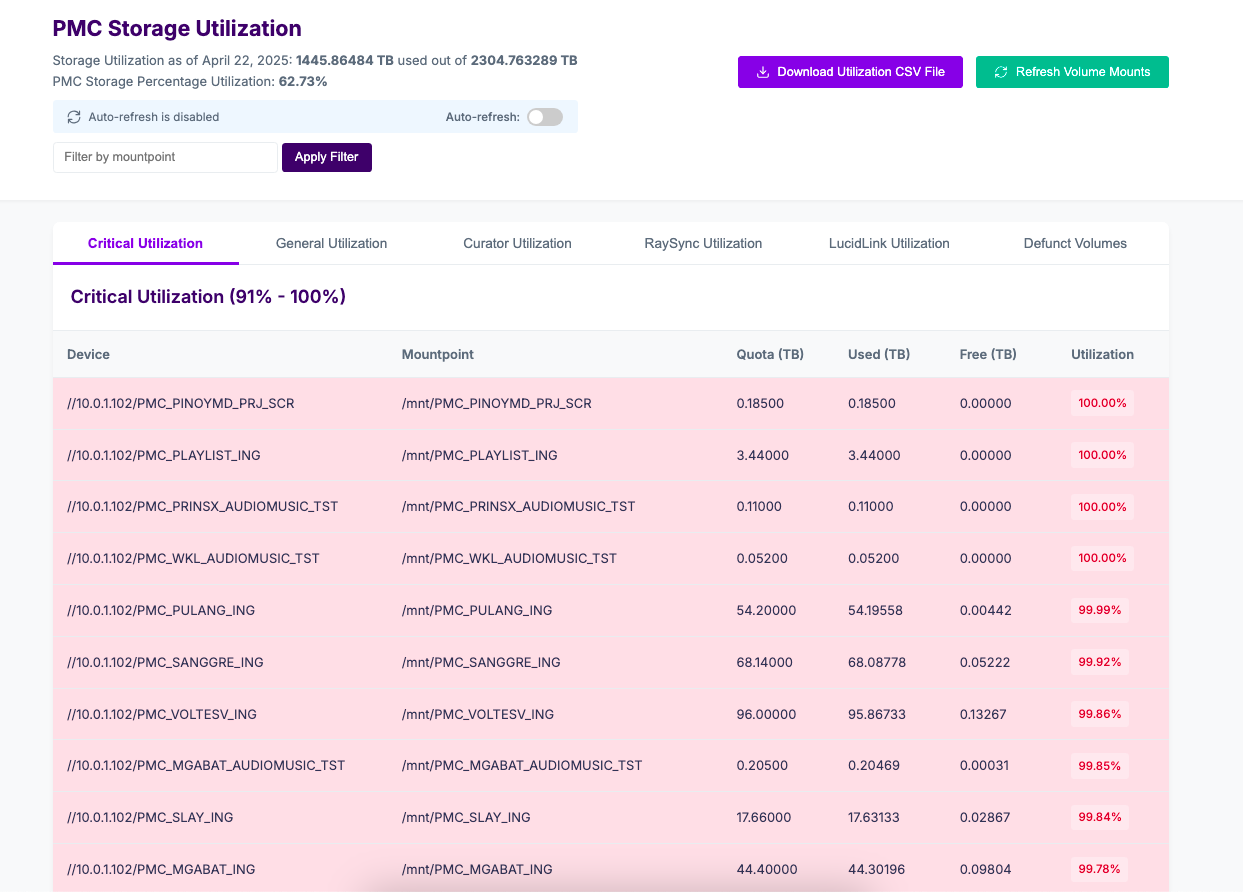 PMC Storage Utilization
Storage Utilization as of April 22, 2025: 1445.86484 TB used out of 2304.763289 TB
PMC Storage Percentage Utilization: 62.73%
Download Utilization CSV File
Refresh Volume Mounts
Auto-refresh is disabled Auto-refresh:
Filter by mountpoint Apply Filter
Critical Utilization General Utilization Curator Utilization RaySync Utilization LucidLink Utilization Defunct Volumes
Critical Utilization (91% - 100%)
Device Mountpoint Quota (TB) Used (TB) Free (TB) Utilization
//10.0.1.102/PMC_PINOYMD_PRJ_SCR /mnt/PMC_PINOYMD_PRJ_SCR 0.18500 0.18500 0.00000 100.00%
//10.0.1.102/PMC_PLAYLIST_ING /mnt/PMC_PLAYLIST_ING 3.44000 3.44000 0.00000 100.00%
//10.0.1.102/PMC_PRINSX_AUDIOMUSIC_TST /mnt/PMC_PRINSX_AUDIOMUSIC_TST 0.11000 0.11000 0.00000 100.00%
//10.0.1.102/PMC_WKL_AUDIOMUSIC_TST /mnt/PMC_WKL_AUDIOMUSIC_TST 0.05200 0.05200 0.00000 100.00%
//10.0.1.102/PMC_PULANG_ING /mnt/PMC_PULANG_ING 54.20000 54.19558 0.00442 99.99%
//10.0.1.102/PMC_SANGGRE_ING /mnt/PMC_SANGGRE_ING 68.14000 68.08778 0.05222 99.92%
//10.0.1.102/PMC_VOLTESV_ING /mnt/PMC_VOLTESV_ING 96.00000 95.86733 0.13267 99.86%
//10.0.1.102/PMC_MGABAT_AUDIOMUSIC_TST /mnt/PMC_MGABAT_AUDIOMUSIC_TST 0.20500 0.20469 0.00031 99.85%
//10.0.1.102/PMC_SLAY_ING /mnt/PMC_SLAY_ING 17.66000 17.63133 0.02867 99.84%
//10.0.1.102/PMC_MGABAT_ING /mnt/PMC_MGABAT_ING 44.40000 44.30196 0.09804 99.78%